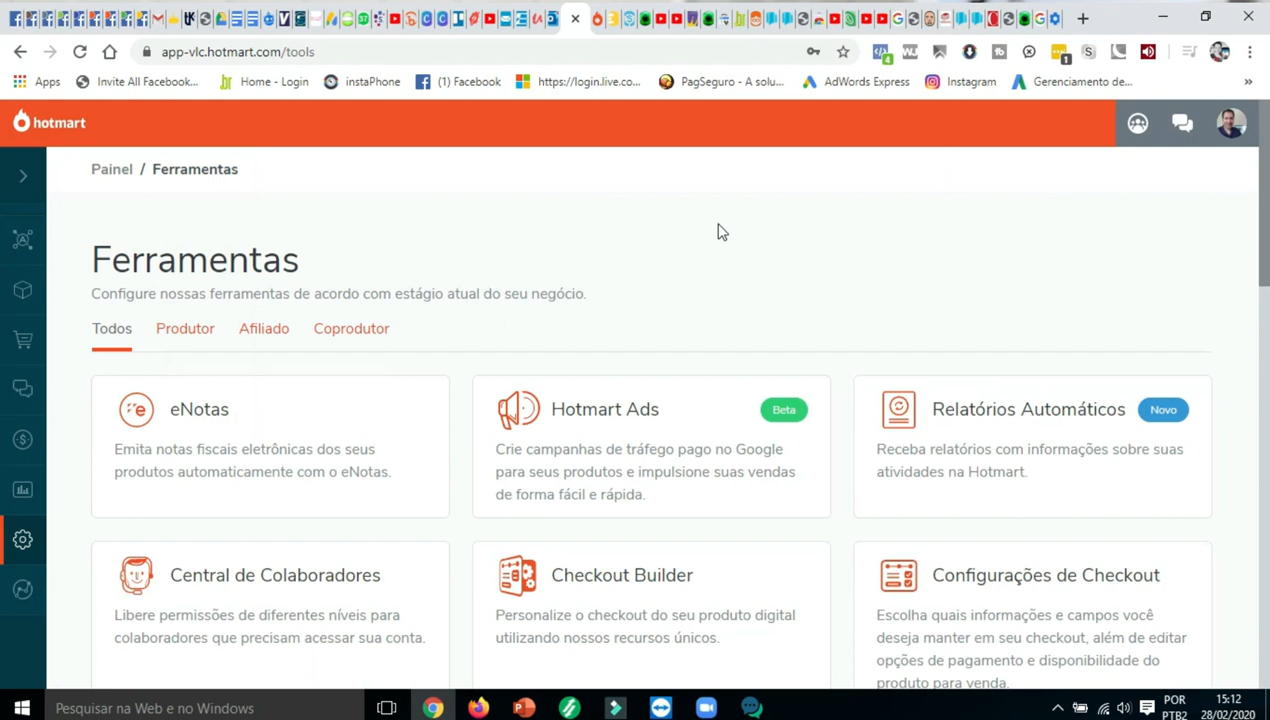 app-vlc.hotmart.com/tools
Apps
Invite All Facebook...
Home - Login
instaPhone
(1) Facebook
https://login.live.co...
PagSeguro - A solu...
AdWords Express
Instagram
Gerenciamento de...
»
hotmart
Painel / Ferramentas
Ferramentas
Configure nossas ferramentas de acordo com estágio atual do seu negócio.
Todos Produtor Afiliado Coprodutor
eNotas
Emita notas fiscais eletrônicas dos seus
produtos automaticamente com o eNotas.
Hotmart Ads
Beta
Crie campanhas de tráfego pago no Google
para seus produtos e impulsione suas vendas
de forma fácil e rápida.
Relatórios Automáticos
Novo
Receba relatórios com informações sobre suas
atividades na Hotmart.
Central de Colaboradores
Libere permissões de diferentes níveis para
colaboradores que precisam acessar sua conta.
Checkout Builder
Personalize o checkout do seu produto digital
utilizando nossos recursos únicos.
Configurações de Checkout
Escolha quais informações e campos você
deseja manter em seu checkout, além de editar
opções de pagamento e disponibilidade do
produto para venda.
Pesquisar na Web e no Windows
POR
PTB2
15:12
28/02/2020